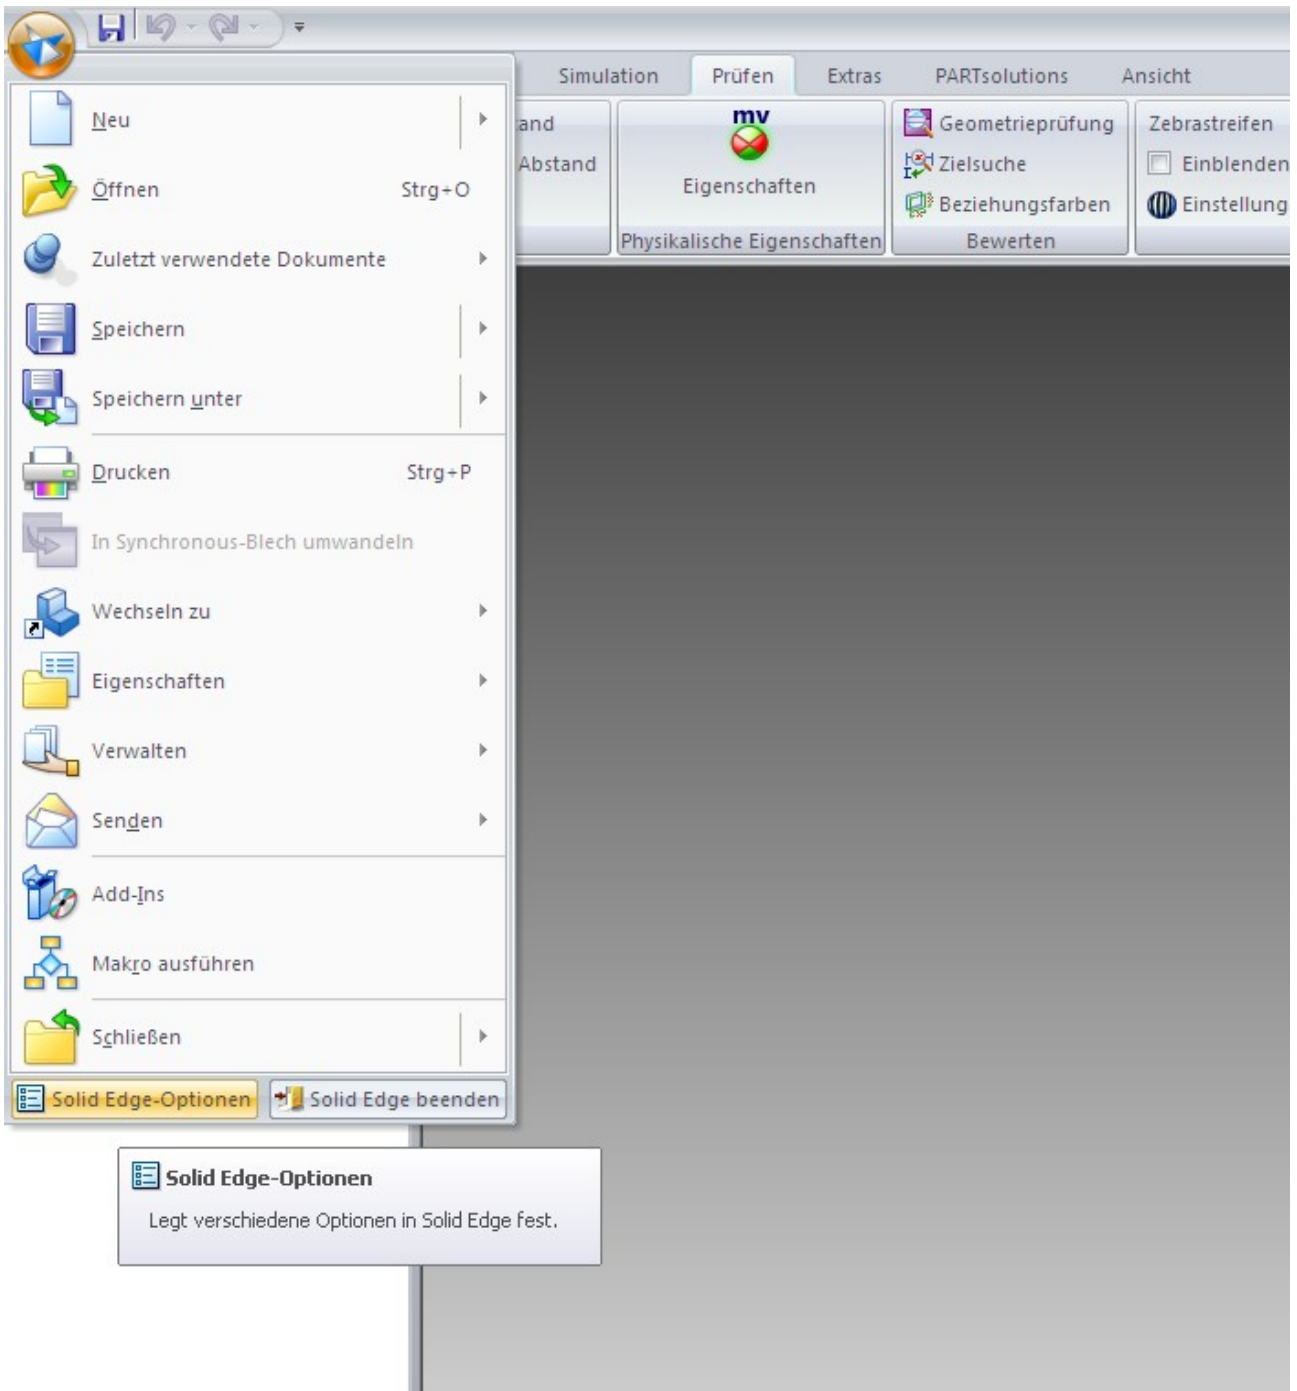 Simulation Prüfen Extras PARTsolutions Ansicht
Neu
Öffnen Strg+O
Zuletzt verwendete Dokumente
Speichern
Speichern unter
Drucken Strg+P
In Synchronous-Blech umwandeln
Wechseln zu
Eigenschaften
Verwalten
Senden
Add-Ins
Makro ausführen
Schließen
Solid Edge-Optionen Solid Edge beenden
Solid Edge-Optionen
Legt verschiedene Optionen in Solid Edge fest.
and
Abstand
mv
Eigenschaften
Physikalische Eigenschaften
Geometrieprüfung
Zielsuche
Beziehungsfarben
Bewerten
Zebrastreifen
Einblenden
Einstellung